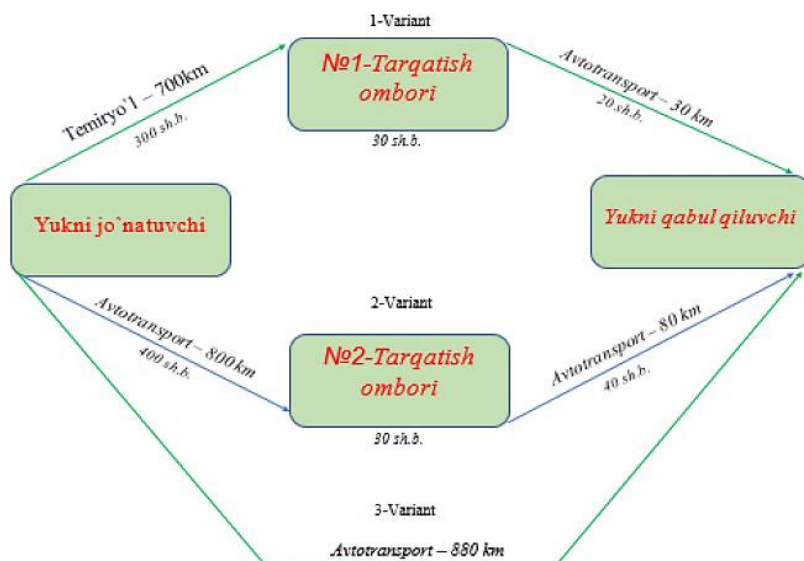 1-Variant
№1-Tarqatish
ombori
30 sh.b.
Temiryo`l – 700km
300 sh.b.
Avtotransport – 30 km
20 sh.b.
Yukni jo`natuvchi
Yukni qabul qiluvchi
2-Variant
№2-Tarqatish
ombori
30 sh.b.
Avtotransport – 800 km
400 sh.b.
Avtotransport – 80 km
40 sh.b.
3-Variant
Avtotransport – 880 km